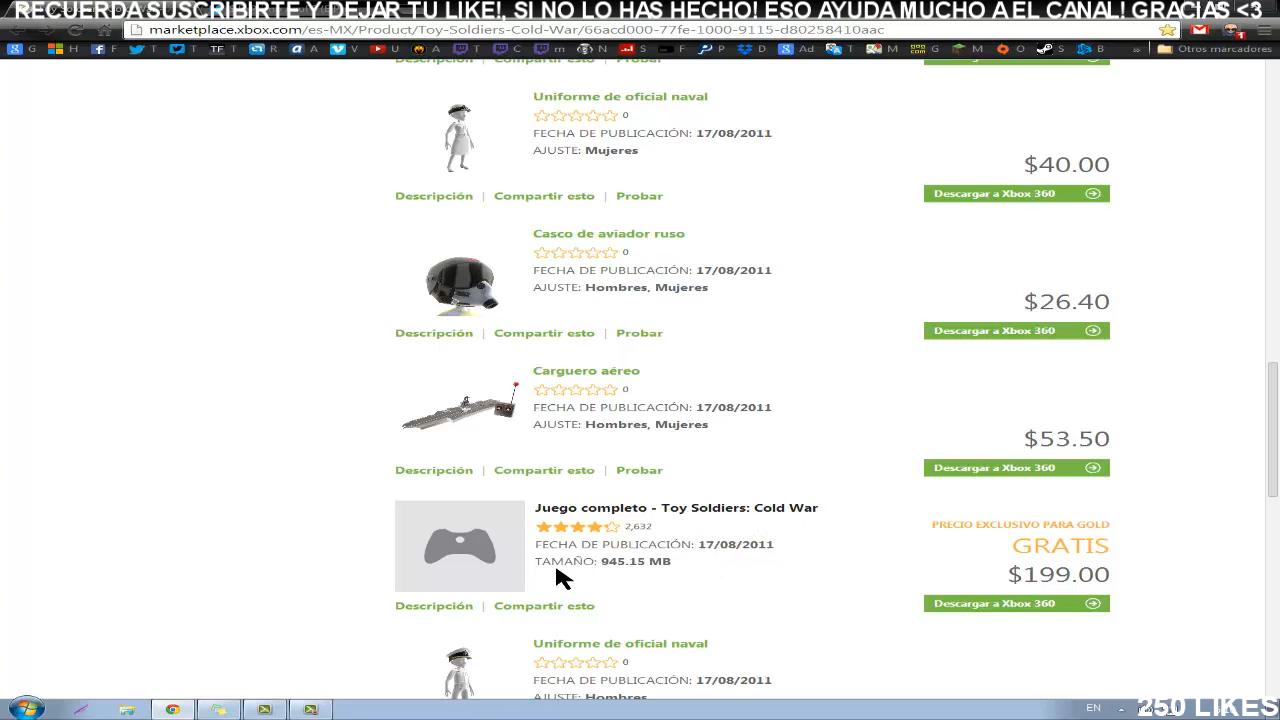 RECUERDA SUSCRIBIRTE Y DEJAR TU LIKE!, SI NO LO HAS HECHO! ESO AYUDA MUCHO A EL CANAL! GRACIAS <3
marketplace.xbox.com/es-MX/Product/Toy-Soldiers-Cold-War/66acd000-77fe-1000-9115-d80258410aac
G H F T T TF R A V U A T C m N S F P D Ad T M D M O S B » Otros marcadores
Descripción | Compartir esto | Probar
Uniforme de oficial naval
0
FECHA DE PUBLICACIÓN: 17/08/2011
AJUSTE: Mujeres
$40.00
Descargar a Xbox 360
Descripción | Compartir esto | Probar
Casco de aviador ruso
0
FECHA DE PUBLICACIÓN: 17/08/2011
AJUSTE: Hombres, Mujeres
$26.40
Descargar a Xbox 360
Descripción | Compartir esto | Probar
Carguero aéreo
0
FECHA DE PUBLICACIÓN: 17/08/2011
AJUSTE: Hombres, Mujeres
$53.50
Descargar a Xbox 360
Descripción | Compartir esto | Probar
Juego completo - Toy Soldiers: Cold War
2,632
FECHA DE PUBLICACIÓN: 17/08/2011
TAMAÑO: 945.15 MB
PRECIO EXCLUSIVO PARA GOLD
GRATIS
$199.00
Descargar a Xbox 360
Descripción | Compartir esto
Uniforme de oficial naval
0
FECHA DE PUBLICACIÓN: 17/08/2011
AJUSTE: Hombres
EN
250 LIKES